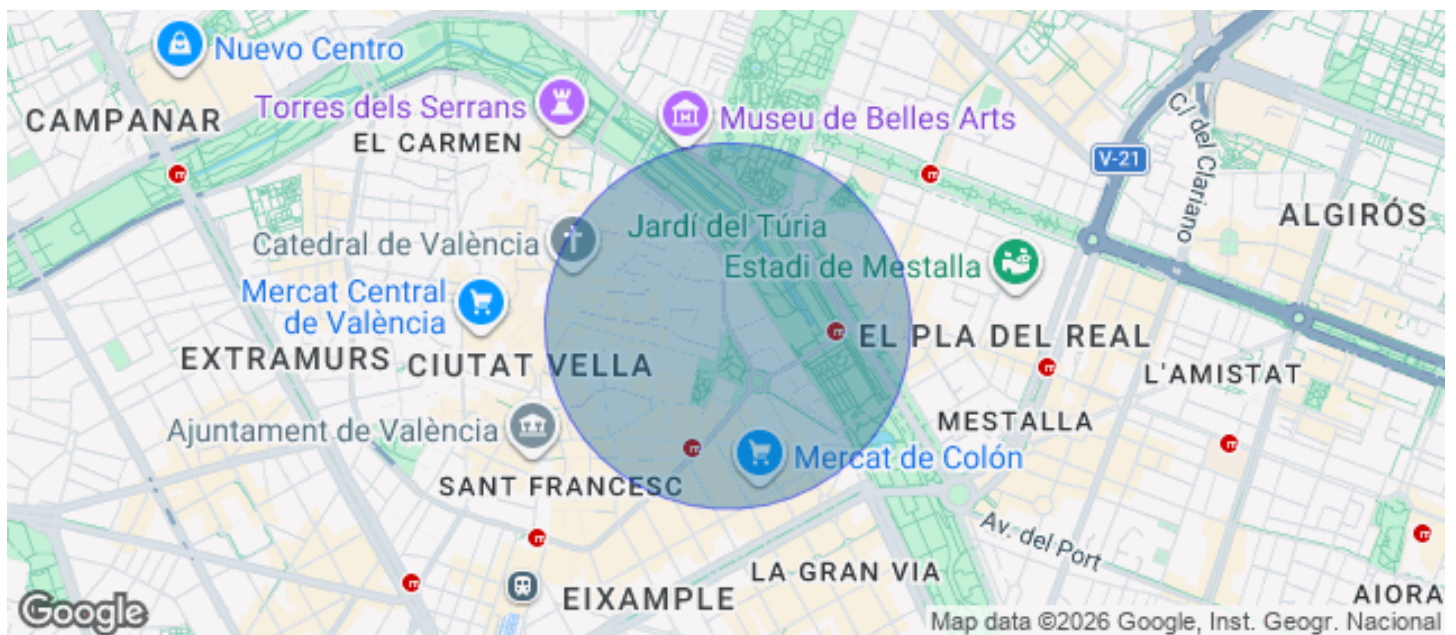 Nuevo Centro
CAMPANAR
Torres dels Serrans
EL CARMEN
Museu de Belles Arts
V-21
C/ del Clariano
ALGIRÓS
Catedral de València
Jardí del Túria
Estadi de Mestalla
Mercat Central
de València
EXTRAMURS
CIUTAT VELLA
EL PLA DEL REAL
L'AMISTAT
Ajuntament de València
MESTALLA
Mercat de Colón
SANT FRANCESC
Av. del Port
LA GRAN VIA
EIXAMPLE
AIORA
Google
Map data ©2026 Google, Inst. Geogr. Nacional